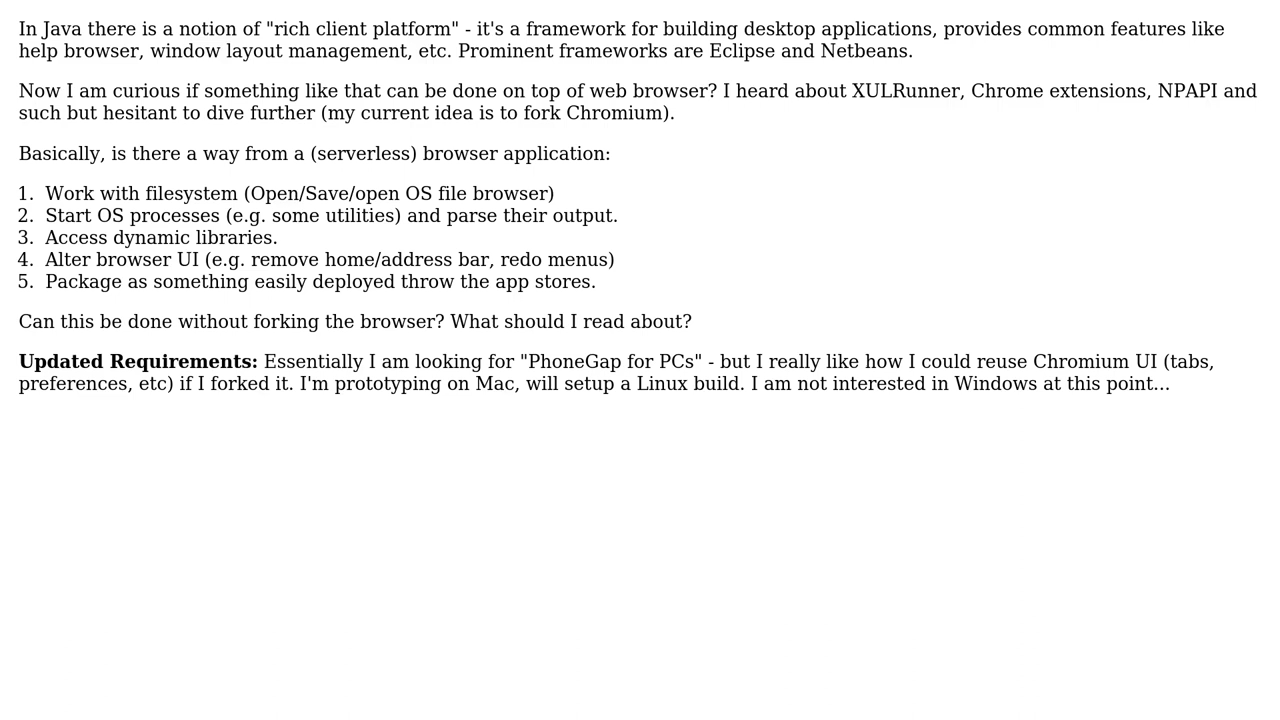 In Java there is a notion of "rich client platform" - it's a framework for building desktop applications, provides common features like
help browser, window layout management, etc. Prominent frameworks are Eclipse and Netbeans.
Now I am curious if something like that can be done on top of web browser? I heard about XULRunner, Chrome extensions, NPAPI and
such but hesitant to dive further (my current idea is to fork Chromium).
Basically, is there a way from a (serverless) browser application:
1. Work with filesystem (Open/Save/open OS file browser)
2. Start OS processes (e.g. some utilities) and parse their output.
3. Access dynamic libraries.
4. Alter browser UI (e.g. remove home/address bar, redo menus)
5. Package as something easily deployed throw the app stores.
Can this be done without forking the browser? What should I read about?
Updated Requirements: Essentially I am looking for "PhoneGap for PCs" - but I really like how I could reuse Chromium UI (tabs,
preferences, etc) if I forked it. I'm prototyping on Mac, will setup a Linux build. I am not interested in Windows at this point...